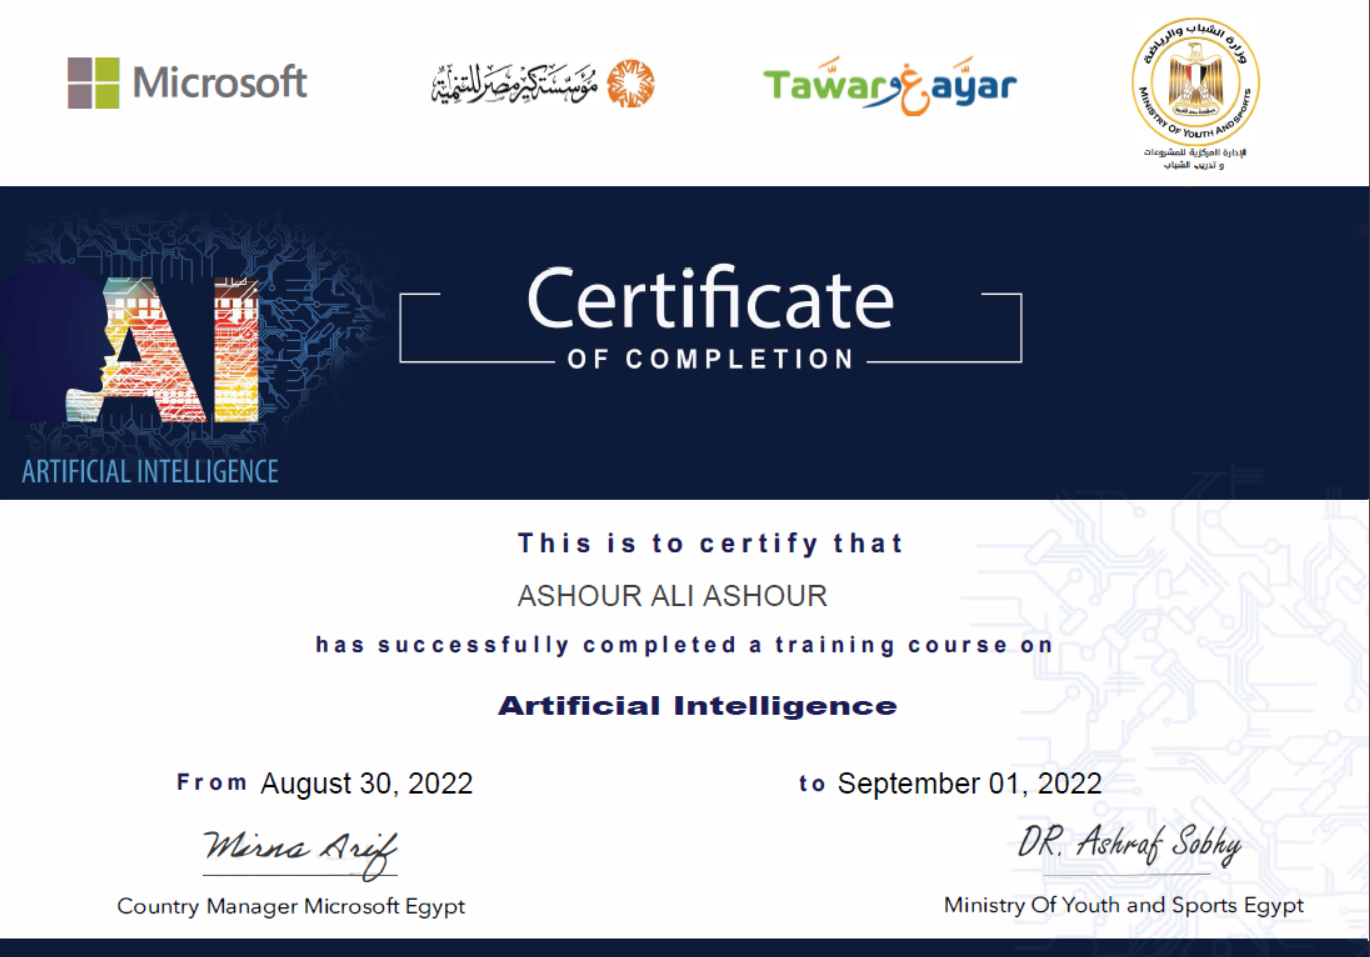 Microsoft
مؤسسة كير مصر للتنمية
Tawar وغ ayar
وزارة الشباب والرياضة
MINISTRY OF YOUTH AND SPORTS
الإدارة المركزية للمشروعات
و تدريب الشباب
AI
ARTIFICIAL INTELLIGENCE
Certificate
OF COMPLETION
This is to certify that
ASHOUR ALI ASHOUR
has successfully completed a training course on
Artificial Intelligence
From August 30, 2022
to September 01, 2022
Mirna Arif
DR. Ashraf Sobhy
Country Manager Microsoft Egypt
Ministry Of Youth and Sports Egypt